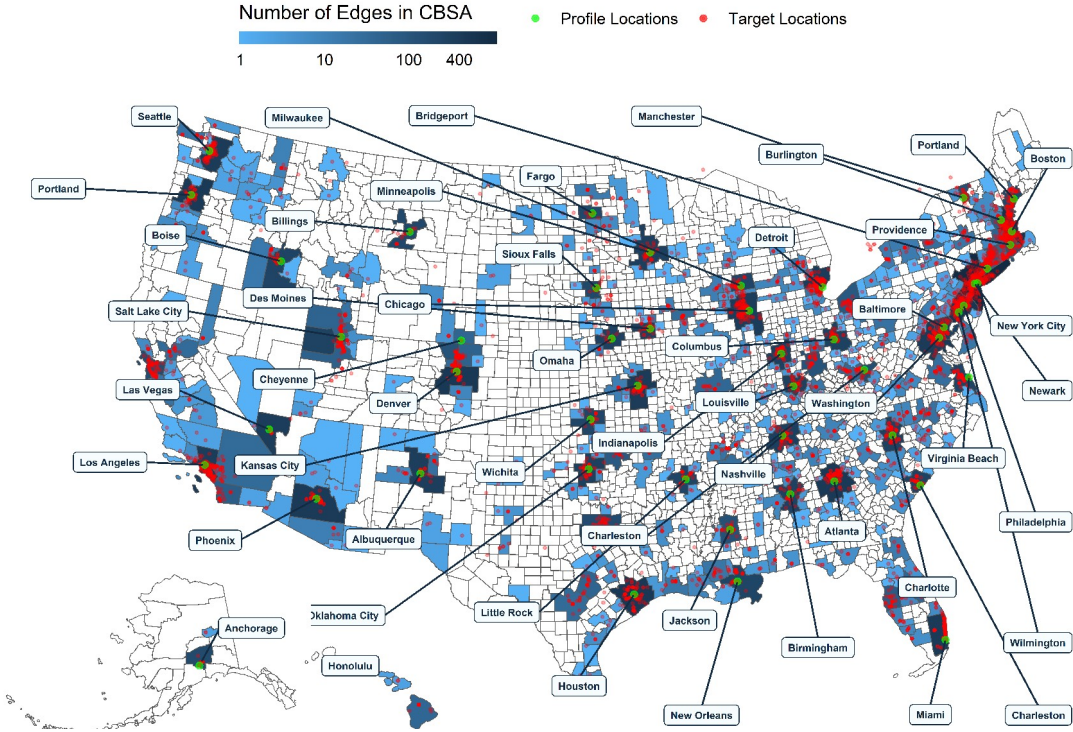 Number of Edges in CBSA
Profile Locations
Target Locations
1
10
100
400
Seattle
Milwaukee
Bridgeport
Manchester
Burlington
Portland
Boston
Portland
Minneapolis
Fargo
Billings
Boise
Providence
Detroit
Sioux Falls
Des Moines
Chicago
Salt Lake City
Baltimore
New York City
Columbus
Omaha
Cheyenne
Las Vegas
Denver
Louisville
Washington
Newark
Indianapolis
Los Angeles
Kansas City
Wichita
Nashville
Virginia Beach
Phoenix
Albuquerque
Charleston
Atlanta
Philadelphia
Oklahoma City
Little Rock
Jackson
Charlotte
Anchorage
Birmingham
Wilmington
Honolulu
Houston
New Orleans
Miami
Charleston